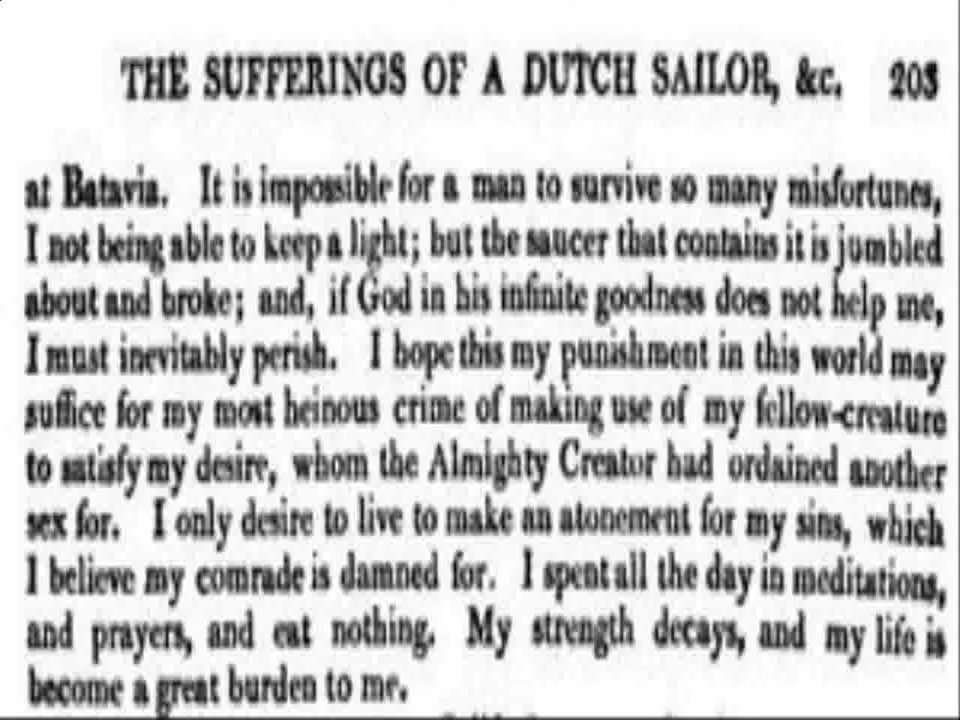 THE SUFFERINGS OF A DUTCH SAILOR, &c. 203
at Batavia. It is impossible for a man to survive so many misfortunes,
I not being able to keep a light; but the saucer that contains it is jumbled
about and broke; and, if God in his infinite goodness does not help me,
I must inevitably perish. I hope this my punishment in this world may
suffice for my most heinous crime of making use of my fellow-creature
to satisfy my desire, whom the Almighty Creator had ordained another
sex for. I only desire to live to make an atonement for my sins, which
I believe my comrade is damned for. I spent all the day in meditations,
and prayers, and eat nothing. My strength decays, and my life is
become a great burden to me.